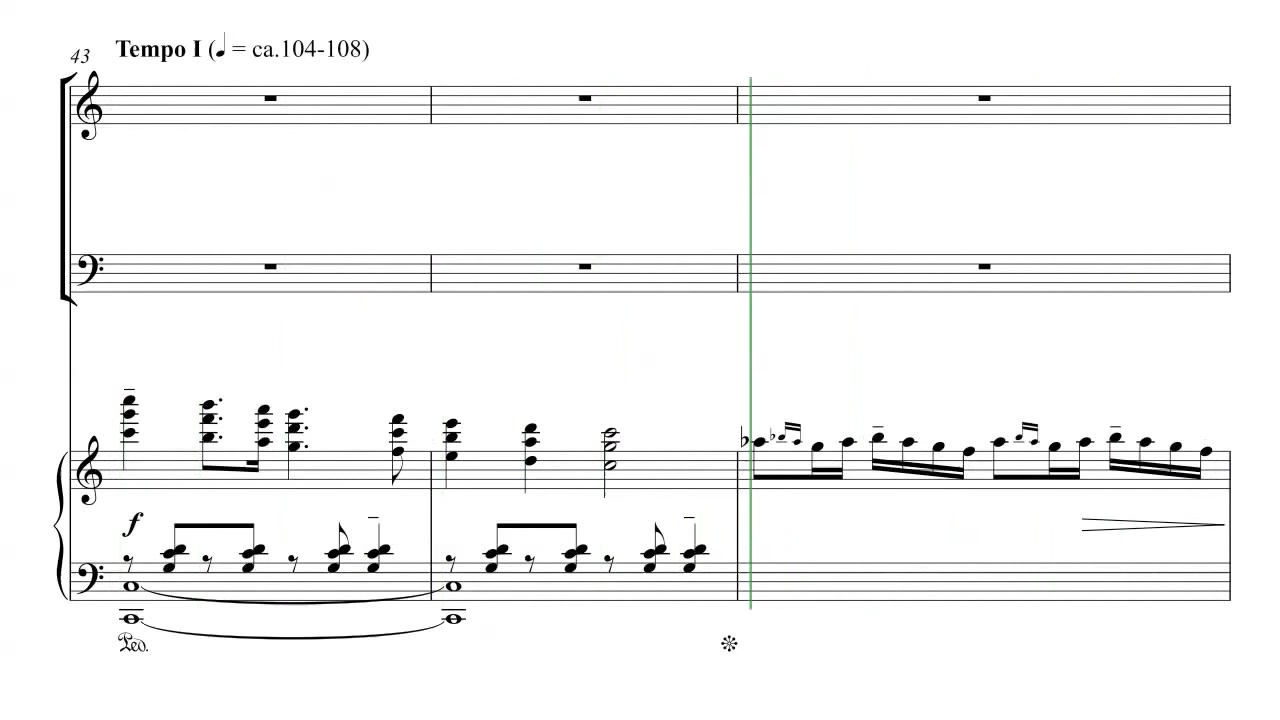 43
Tempo I (♩ = ca.104-108)
f
Ped.